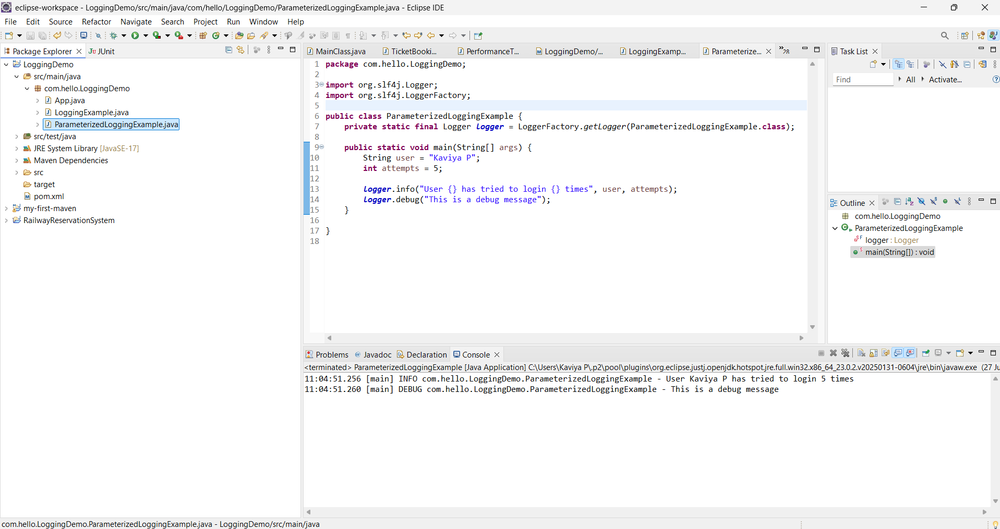 eclipse-workspace - LoggingDemo/src/main/java/com/hello/LoggingDemo/ParameterizedLoggingExample.java - Eclipse IDE
File Edit Source Refactor Navigate Search Project Run Window Help
Package Explorer
JUnit
LoggingDemo
src/main/java
com.hello.LoggingDemo
App.java
LoggingExample.java
ParameterizedLoggingExample.java
src/test/java
JRE System Library [JavaSE-17]
Maven Dependencies
src
target
pom.xml
my-first-maven
RailwayReservationSystem
MainClass.java TicketBooki... PerformanceT... LoggingDemo/... LoggingExamp... Parameterize... 28
1 package com.hello.LoggingDemo;
2
3 import org.slf4j.Logger;
4 import org.slf4j.LoggerFactory;
5
6 public class ParameterizedLoggingExample {
7 private static final Logger logger = LoggerFactory.getLogger(ParameterizedLoggingExample.class);
8
9 public static void main(String[] args) {
10 String user = "Kaviya P";
11 int attempts = 5;
12
13 logger.info("User {} has tried to login {} times", user, attempts);
14 logger.debug("This is a debug message");
15 }
16
17 }
18
Task List
Find All Activate...
Outline
com.hello.LoggingDemo
ParameterizedLoggingExample
logger : Logger
main(String[]) : void
Problems Javadoc Declaration Console
<terminated> ParameterizedLoggingExample [Java Application] C:\Users\Kaviya P\.p2\pool\plugins\org.eclipse.justj.openjdk.hotspot.jre.full.win32.x86_64_23.0.2.v20250131-0604\jre\bin\javaw.exe (27 Ju
11:04:51.256 [main] INFO com.hello.LoggingDemo.ParameterizedLoggingExample - User Kaviya P has tried to login 5 times
11:04:51.260 [main] DEBUG com.hello.LoggingDemo.ParameterizedLoggingExample - This is a debug message
com.hello.LoggingDemo.ParameterizedLoggingExample.java - LoggingDemo/src/main/java